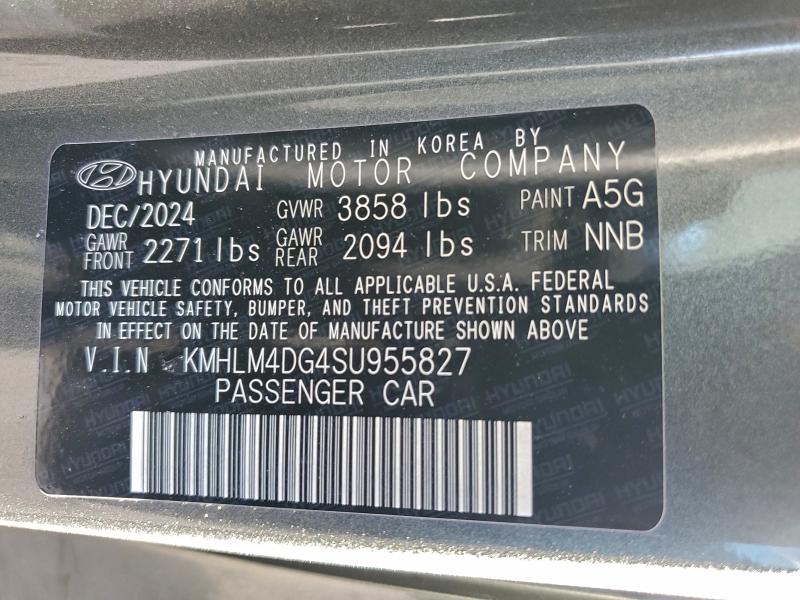 MANUFACTURED IN KOREA BY
HYUNDAI MOTOR COMPANY
DEC/2024 GVWR 3858 lbs PAINT A5G
GAWR FRONT 2271 lbs GAWR REAR 2094 lbs TRIM NNB
THIS VEHICLE CONFORMS TO ALL APPLICABLE U.S.A. FEDERAL
MOTOR VEHICLE SAFETY, BUMPER, AND THEFT PREVENTION STANDARDS
IN EFFECT ON THE DATE OF MANUFACTURE SHOWN ABOVE
V.I.N KMHLM4DG4SU955827
PASSENGER CAR